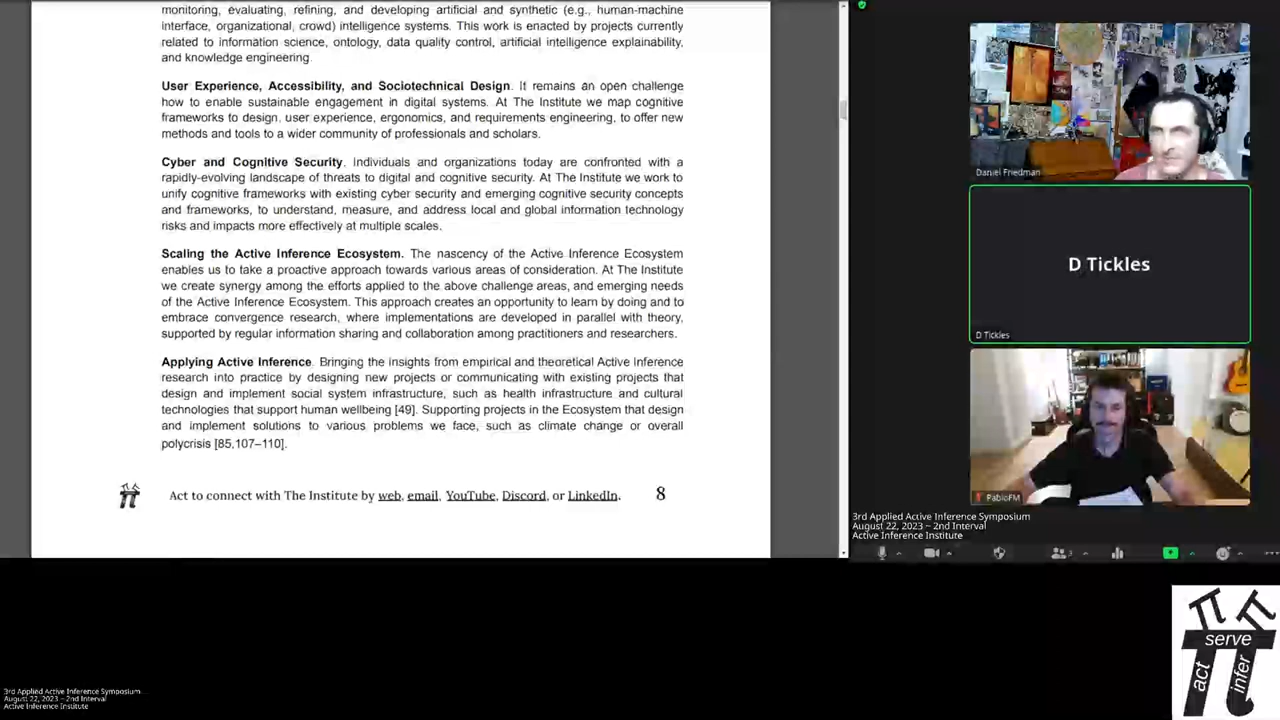 monitoring, evaluating, refining, and developing artificial and synthetic (e.g., human-machine
interface, organizational, crowd) intelligence systems. This work is enacted by projects currently
related to information science, ontology, data quality control, artificial intelligence explainability,
and knowledge engineering.
User Experience, Accessibility, and Sociotechnical Design. It remains an open challenge
how to enable sustainable engagement in digital systems. At The Institute we map cognitive
frameworks to design, user experience, ergonomics, and requirements engineering, to offer new
methods and tools to a wider community of professionals and scholars.
Cyber and Cognitive Security. Individuals and organizations today are confronted with a
rapidly-evolving landscape of threats to digital and cognitive security. At The Institute we work to
unify cognitive frameworks with existing cyber security and emerging cognitive security concepts
and frameworks, to understand, measure, and address local and global information technology
risks and impacts more effectively at multiple scales.
Scaling the Active Inference Ecosystem. The nascency of the Active Inference Ecosystem
enables us to take a proactive approach towards various areas of consideration. At The Institute
we create synergy among the efforts applied to the above challenge areas, and emerging needs
of the Active Inference Ecosystem. This approach creates an opportunity to learn by doing and to
embrace convergence research, where implementations are developed in parallel with theory,
supported by regular information sharing and collaboration among practitioners and researchers.
Applying Active Inference. Bringing the insights from empirical and theoretical Active Inference
research into practice by designing new projects or communicating with existing projects that
design and implement social system infrastructure, such as health infrastructure and cultural
technologies that support human wellbeing [49]. Supporting projects in the Ecosystem that design
and implement solutions to various problems we face, such as climate change or overall
polycrisis [85,107–110].
Act to connect with The Institute by web, email, YouTube, Discord, or LinkedIn. 8
Daniel Friedman
D Tickles
D Tickles
PabloFM
3rd Applied Active Inference Symposium
August 22, 2023 ~ 2nd Interval
Active Inference Institute
3
serve
act
infer
3rd Applied Active Inference Symposium
August 22, 2023 ~ 2nd Interval
Active Inference Institute